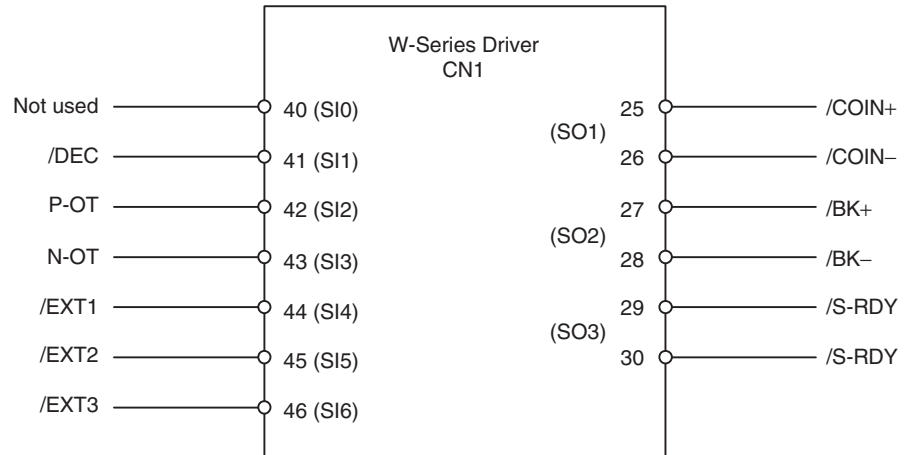 W-Series Driver
CN1
Not used 40 (SI0) 25 /COIN+
(SO1)
/DEC 41 (SI1) 26 /COIN−
P-OT 42 (SI2) 27 /BK+
(SO2)
N-OT 43 (SI3) 28 /BK−
/EXT1 44 (SI4) 29 /S-RDY
(SO3)
/EXT2 45 (SI5) 30 /S-RDY
/EXT3 46 (SI6)